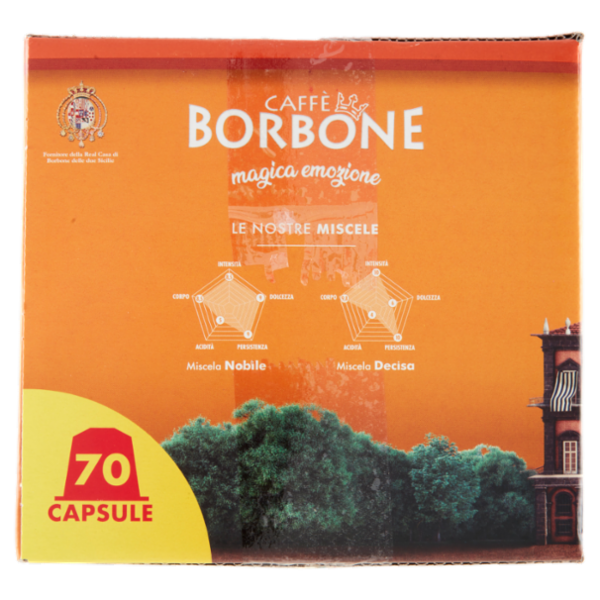 CAFFÈ
BORBONE
magica emozione
Fornitore della Real Casa di
Borbone delle due Sicilie
LE NOSTRE MISCELE
INTENSITÀ
CORPO
DOLCEZZA
ACIDITÀ
PERSISTENZA
Miscela Nobile
INTENSITÀ
CORPO
DOLCEZZA
ACIDITÀ
PERSISTENZA
Miscela Decisa
70
CAPSULE